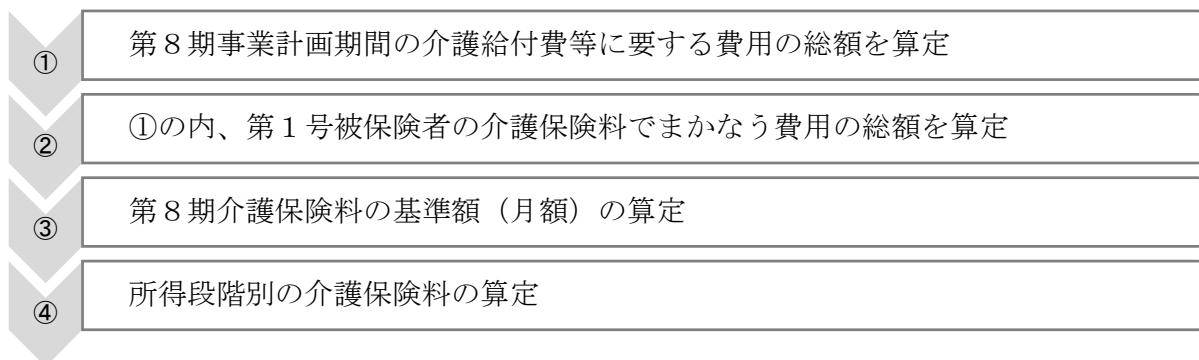 ① 第８期事業計画期間の介護給付費等に要する費用の総額を算定
② ①の内、第１号被保険者の介護保険料でまかなう費用の総額を算定
③ 第８期介護保険料の基準額（月額）の算定
④ 所得段階別の介護保険料の算定